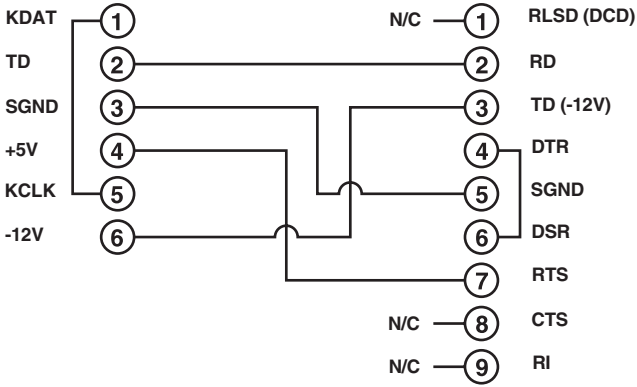 KDAT 1 N/C 1 RLSD (DCD)
TD 2 2 RD
SGND 3 3 TD (-12V)
+5V 4 4 DTR
KCLK 5 5 SGND
-12V 6 6 DSR
7 RTS
N/C 8 CTS
N/C 9 RI